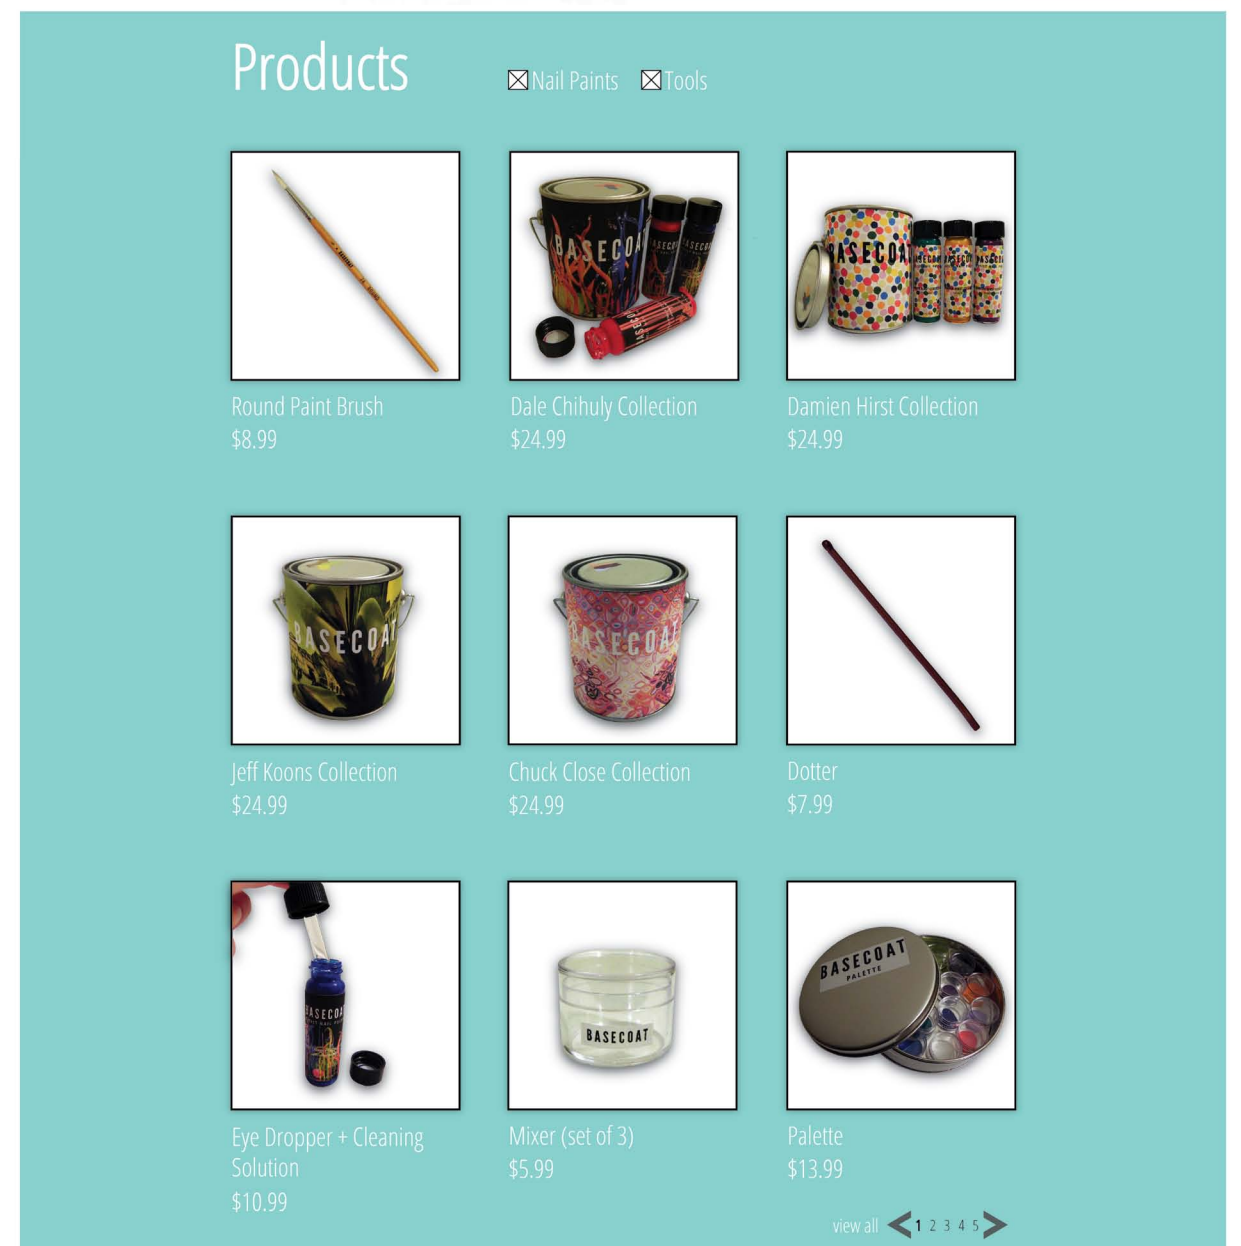 Products
Nail Paints
Tools
BASECOAT
BASECOAT
Round Paint Brush
$8.99
Dale Chihuly Collection
$24.99
Damien Hirst Collection
$24.99
BASECOAT
BASECOAT
Jeff Koons Collection
$24.99
Chuck Close Collection
$24.99
Dotter
$7.99
BASECOAT
BASECOAT
PALETTE
BASECOAT
Eye Dropper + Cleaning
Solution
$10.99
Mixer (set of 3)
$5.99
Palette
$13.99
view all 1 2 3 4 5